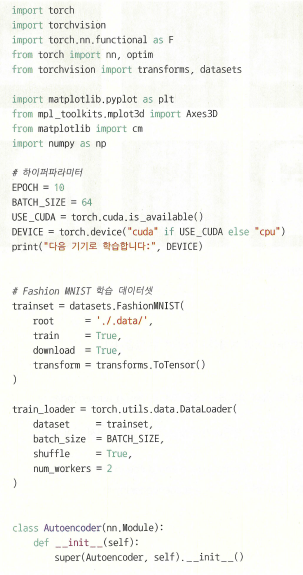 import torch
import torchvision
import torch.nn.functional as F
from torch import nn, optim
from torchvision import transforms, datasets

import matplotlib.pyplot as plt
from mpl_toolkits.mplot3d import Axes3D
from matplotlib import cm
import numpy as np

# 하이퍼파라미터
EPOCH = 10
BATCH_SIZE = 64
USE_CUDA = torch.cuda.is_available()
DEVICE = torch.device("cuda" if USE_CUDA else "cpu")
print("다음 기기로 학습합니다:", DEVICE)

# Fashion MNIST 학습 데이터셋
trainset = datasets.FashionMNIST(
    root      = './.data/',
    train     = True,
    download  = True,
    transform = transforms.ToTensor()
)

train_loader = torch.utils.data.DataLoader(
    dataset     = trainset,
    batch_size  = BATCH_SIZE,
    shuffle     = True,
    num_workers = 2
)

class Autoencoder(nn.Module):
    def __init__(self):
        super(Autoencoder, self).__init__()